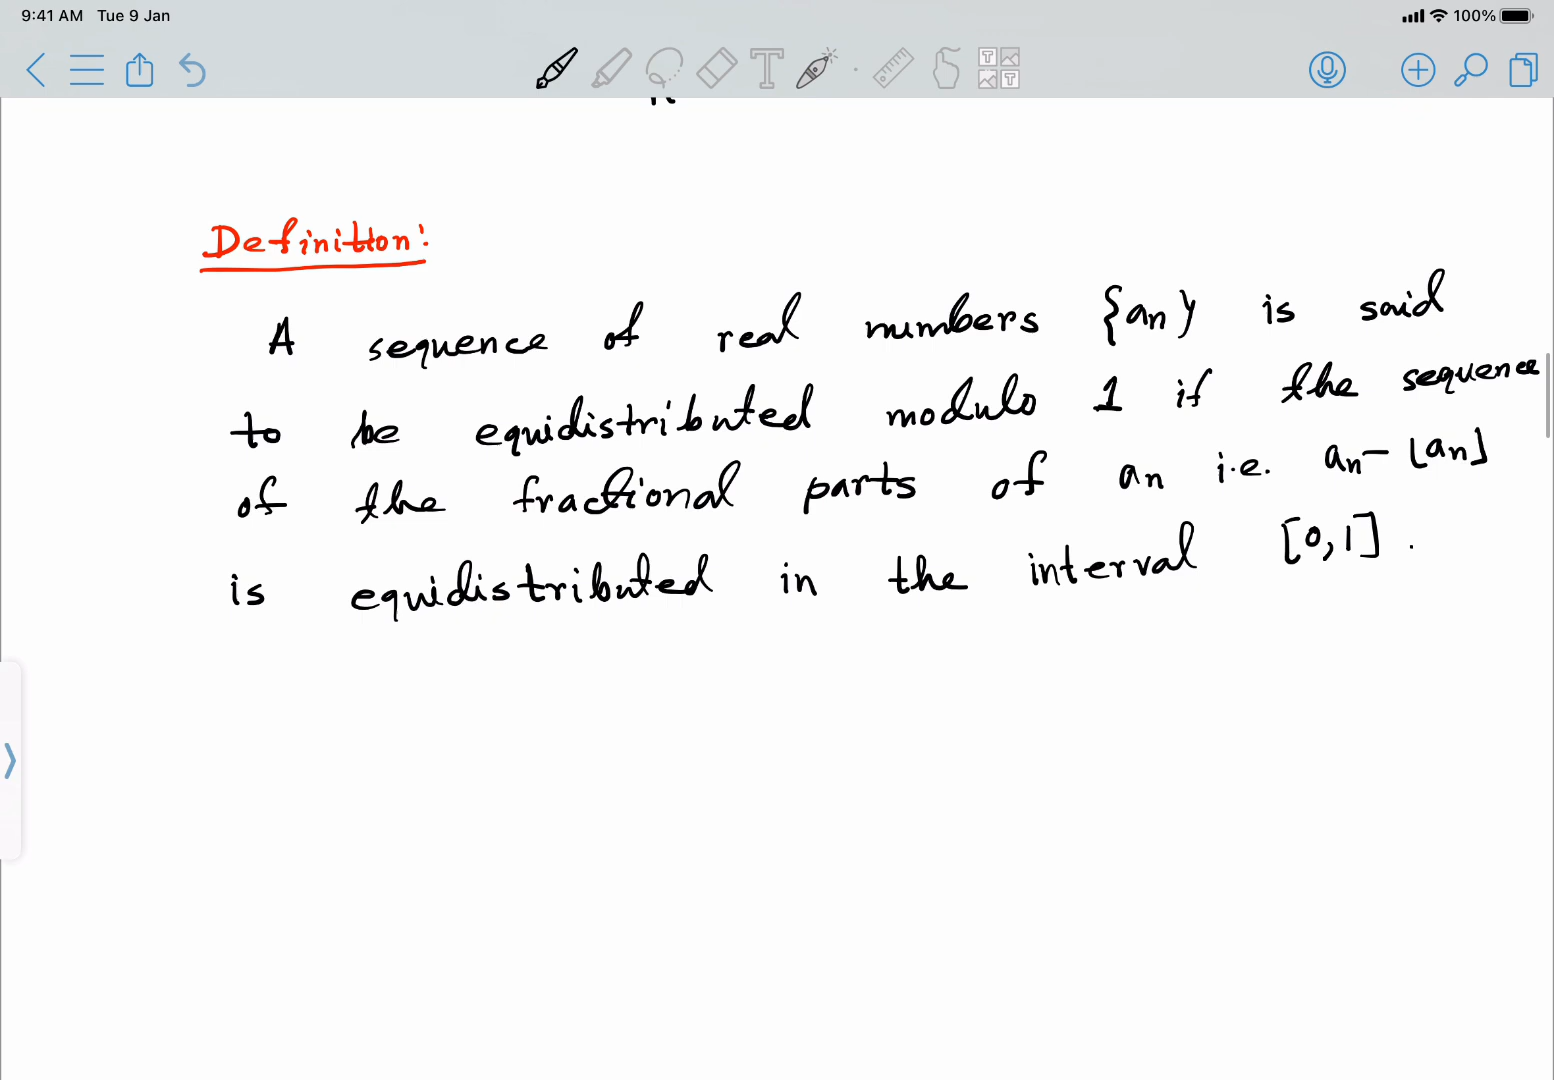 9:41 AM Tue 9 Jan 100%
Definition:
A sequence of real numbers {an} is said
to be equidistributed modulo 1 if the sequence
of the fractional parts of an i.e. an - ⌊an⌋
is equidistributed in the interval [0,1].